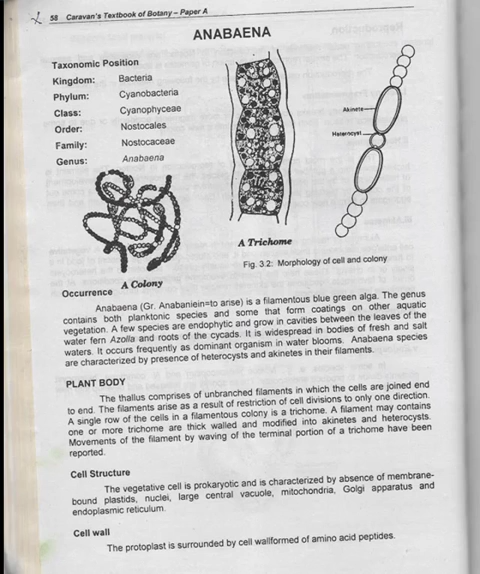 58 Caravan's Textbook of Botany – Paper A
ANABAENA
Taxonomic Position
Kingdom: Bacteria
Phylum: Cyanobacteria
Class: Cyanophyceae
Order: Nostocales
Family: Nostocaceae
Genus: Anabaena
Akinete
Heterocyst
A Trichome
A Colony
Fig. 3.2: Morphology of cell and colony
Occurrence
Anabaena (Gr. Anabaniein=to arise) is a filamentous blue green alga. The genus
contains both planktonic species and some that form coatings on other aquatic
vegetation. A few species are endophytic and grow in cavities between the leaves of the
water fern Azolla and roots of the cycads. It is widespread in bodies of fresh and salt
waters. It occurs frequently as dominant organism in water blooms. Anabaena species
are characterized by presence of heterocysts and akinetes in their filaments.
PLANT BODY
The thallus comprises of unbranched filaments in which the cells are joined end
to end. The filaments arise as a result of restriction of cell divisions to only one direction.
A single row of the cells in a filamentous colony is a trichome. A filament may contains
one or more trichome are thick walled and modified into akinetes and heterocysts.
Movements of the filament by waving of the terminal portion of a trichome have been
reported.
Cell Structure
The vegetative cell is prokaryotic and is characterized by absence of membrane-
bound plastids, nuclei, large central vacuole, mitochondria, Golgi apparatus and
endoplasmic reticulum.
Cell wall
The protoplast is surrounded by cell wallformed of amino acid peptides.